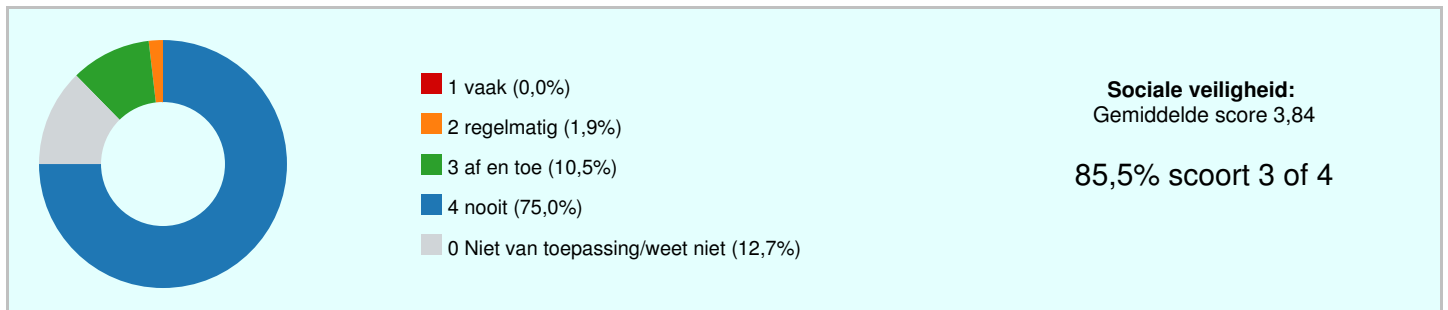 1 vaak (0,0%)
2 regelmatig (1,9%)
3 af en toe (10,5%)
4 nooit (75,0%)
0 Niet van toepassing/weet niet (12,7%)
Sociale veiligheid:
Gemiddelde score 3,84
85,5% scoort 3 of 4